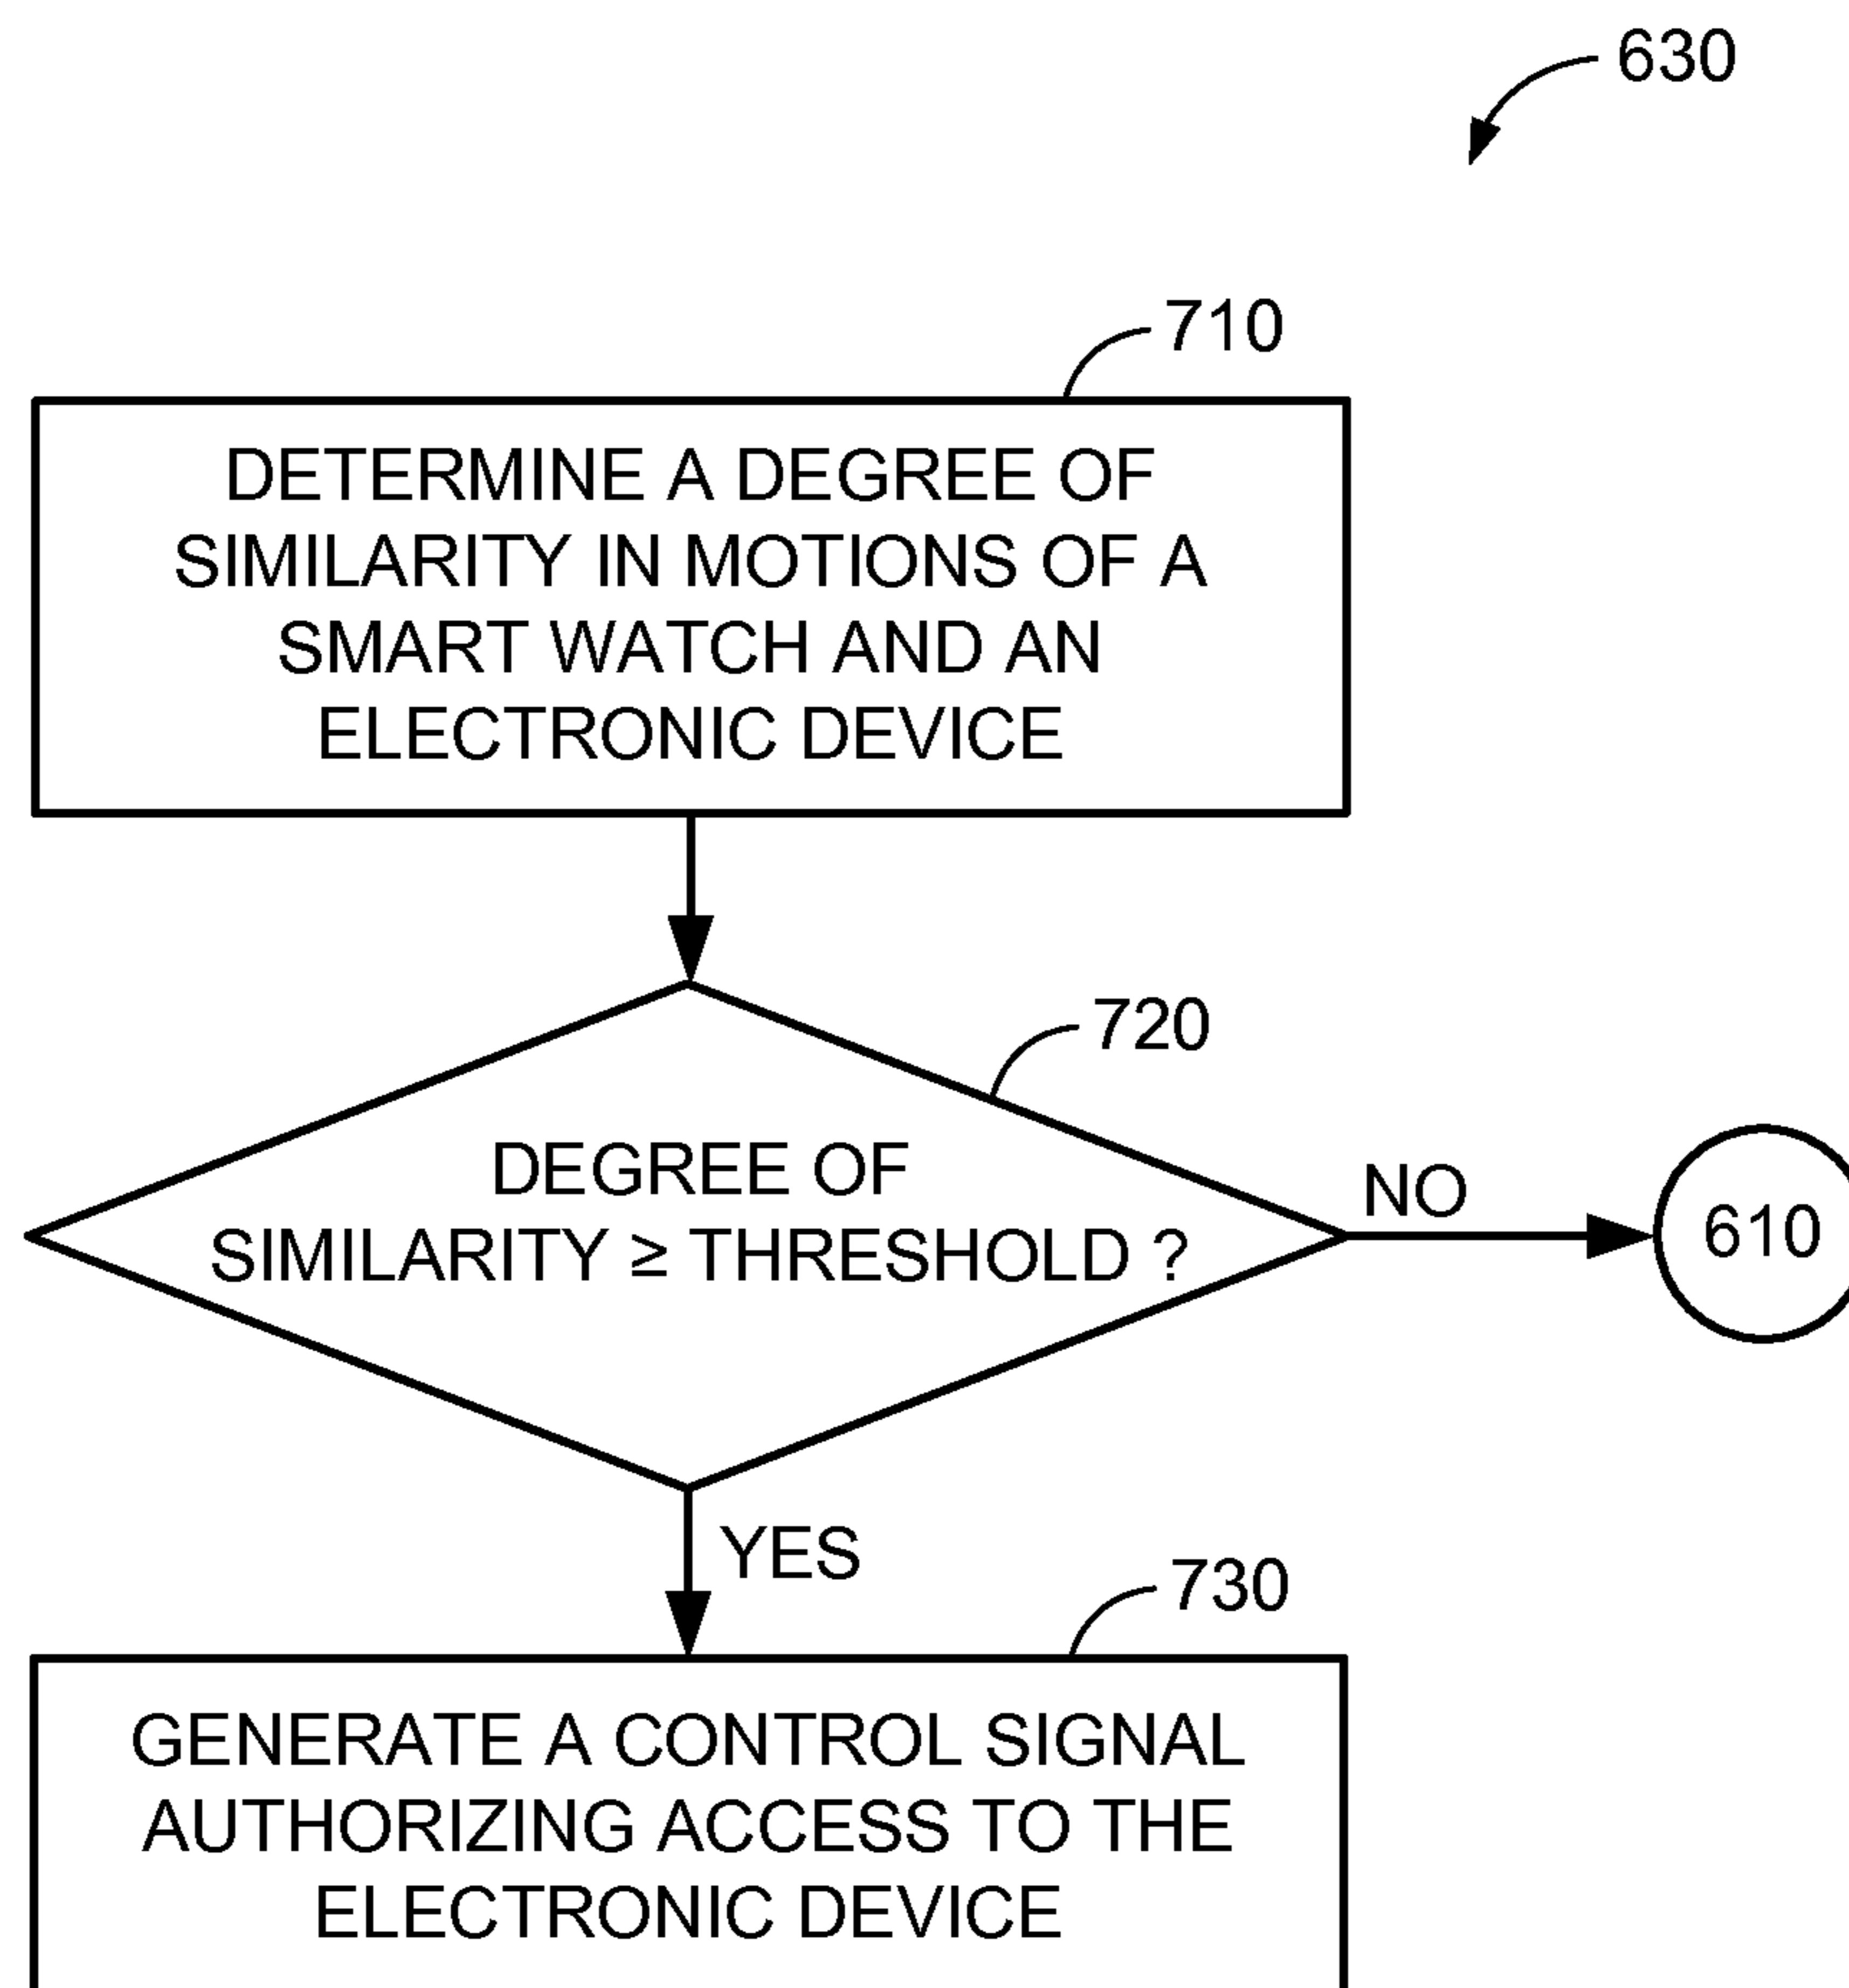 630
710
DETERMINE A DEGREE OF
SIMILARITY IN MOTIONS OF A
SMART WATCH AND AN
ELECTRONIC DEVICE
720
DEGREE OF
SIMILARITY ≥ THRESHOLD ?
NO
610
YES
730
GENERATE A CONTROL SIGNAL
AUTHORIZING ACCESS TO THE
ELECTRONIC DEVICE